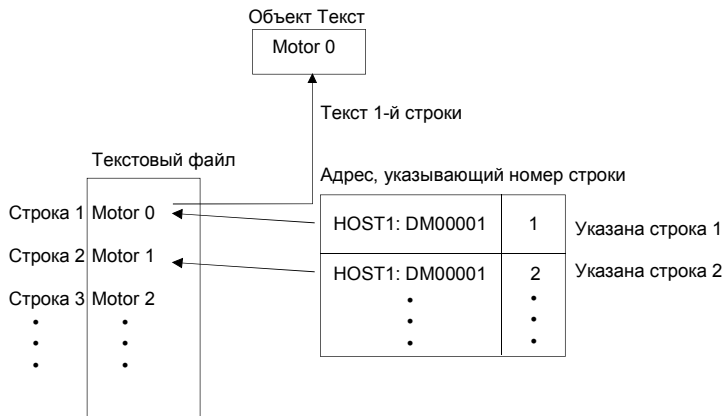 Объект Текст
Motor 0
Текст 1-й строки
Текстовый файл
Адрес, указывающий номер строки
Строка 1 Motor 0
HOST1: DM00001 1 Указана строка 1
Строка 2 Motor 1
HOST1: DM00001 2 Указана строка 2
Строка 3 Motor 2